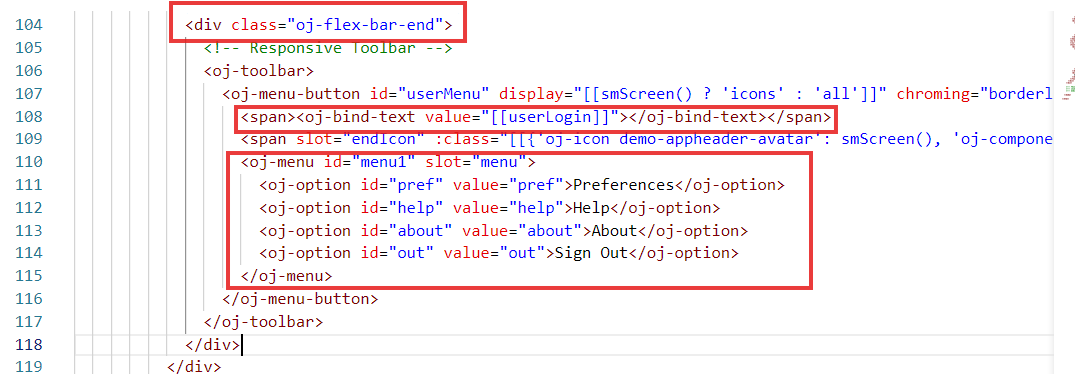 104 <div class="oj-flex-bar-end">
105 <!-- Responsive Toolbar -->
106 <oj-toolbar>
107 <oj-menu-button id="userMenu" display="[[smScreen() ? 'icons' : 'all']]" chroming="borderl
108 <span><oj-bind-text value="[[userLogin]]"></oj-bind-text></span>
109 <span slot="endIcon" :class="[[{'oj-icon demo-appheader-avatar': smScreen(), 'oj-compone
110 <oj-menu id="menu1" slot="menu">
111 <oj-option id="pref" value="pref">Preferences</oj-option>
112 <oj-option id="help" value="help">Help</oj-option>
113 <oj-option id="about" value="about">About</oj-option>
114 <oj-option id="out" value="out">Sign Out</oj-option>
115 </oj-menu>
116 </oj-menu-button>
117 </oj-toolbar>
118 </div>
119 </div>